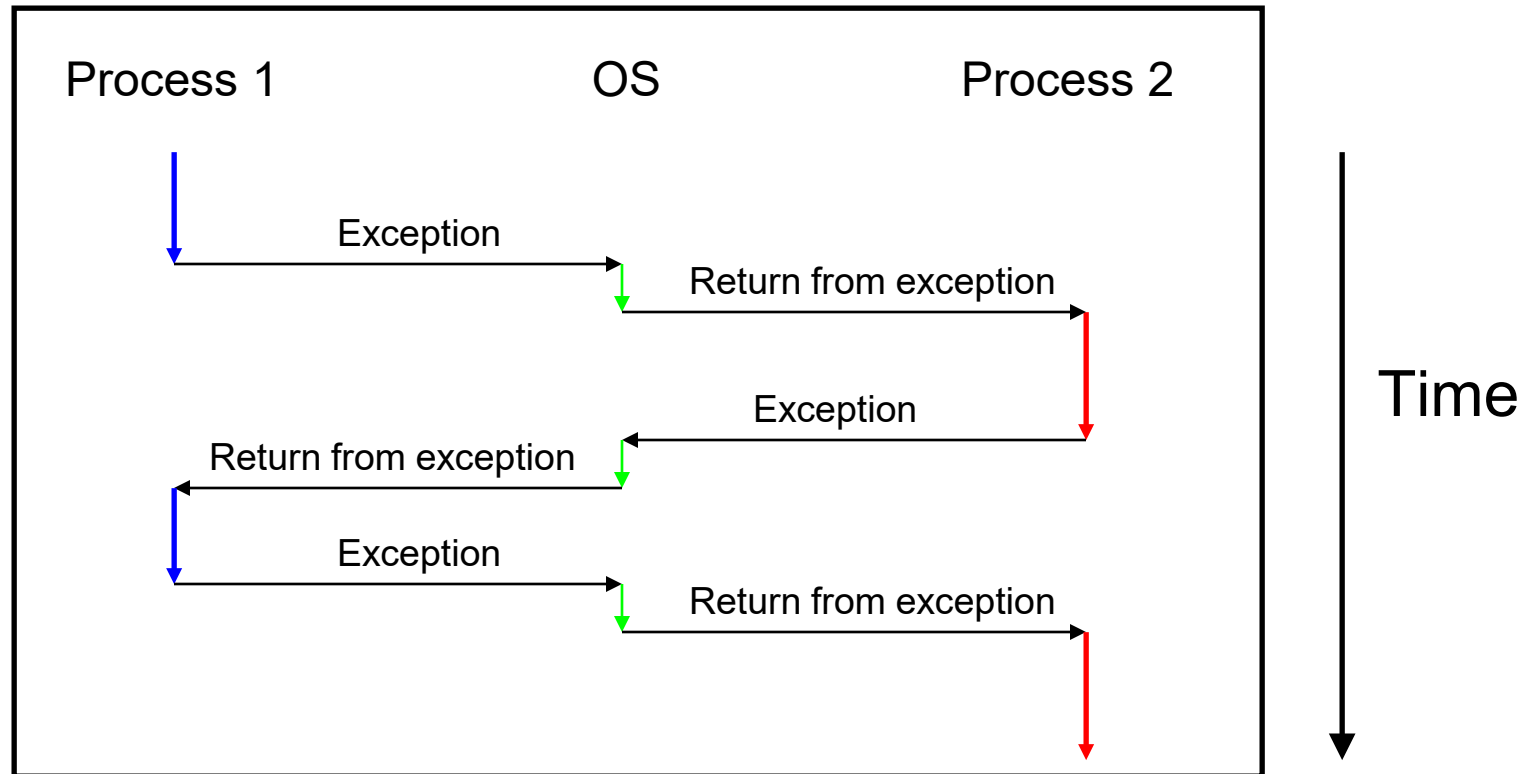 Process 1
OS
Process 2
Exception
Return from exception
Time
Exception
Return from exception
Exception
Return from exception